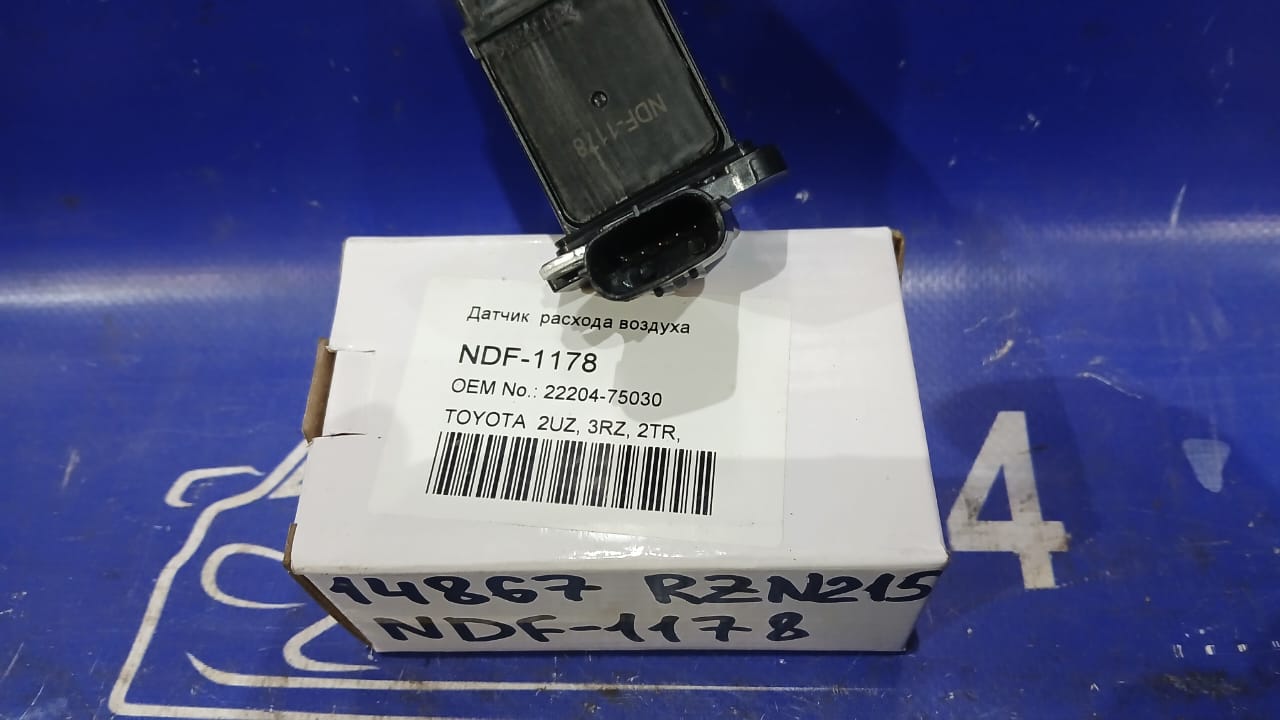 NDF-1178
Датчик расхода воздуха
NDF-1178
OEM No.: 22204-75030
TOYOTA 2UZ, 3RZ, 2TR,
4
14867 RZN215
NDF-1178